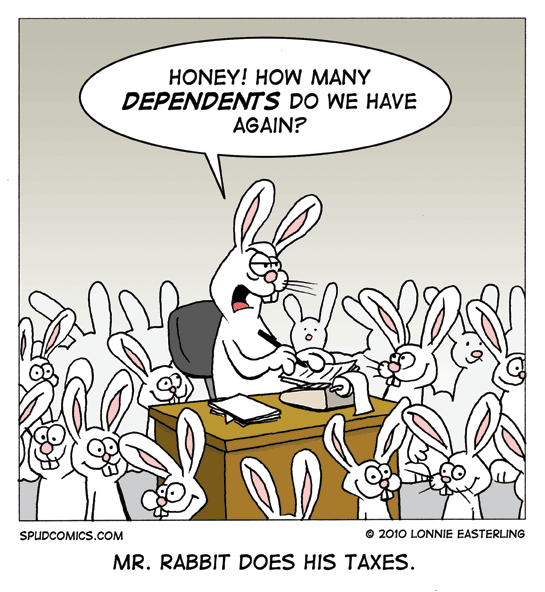 HONEY! HOW MANY
DEPENDENTS DO WE HAVE
AGAIN?
SPUDCOMICS.COM
© 2010 LONNIE EASTERLING
MR. RABBIT DOES HIS TAXES.